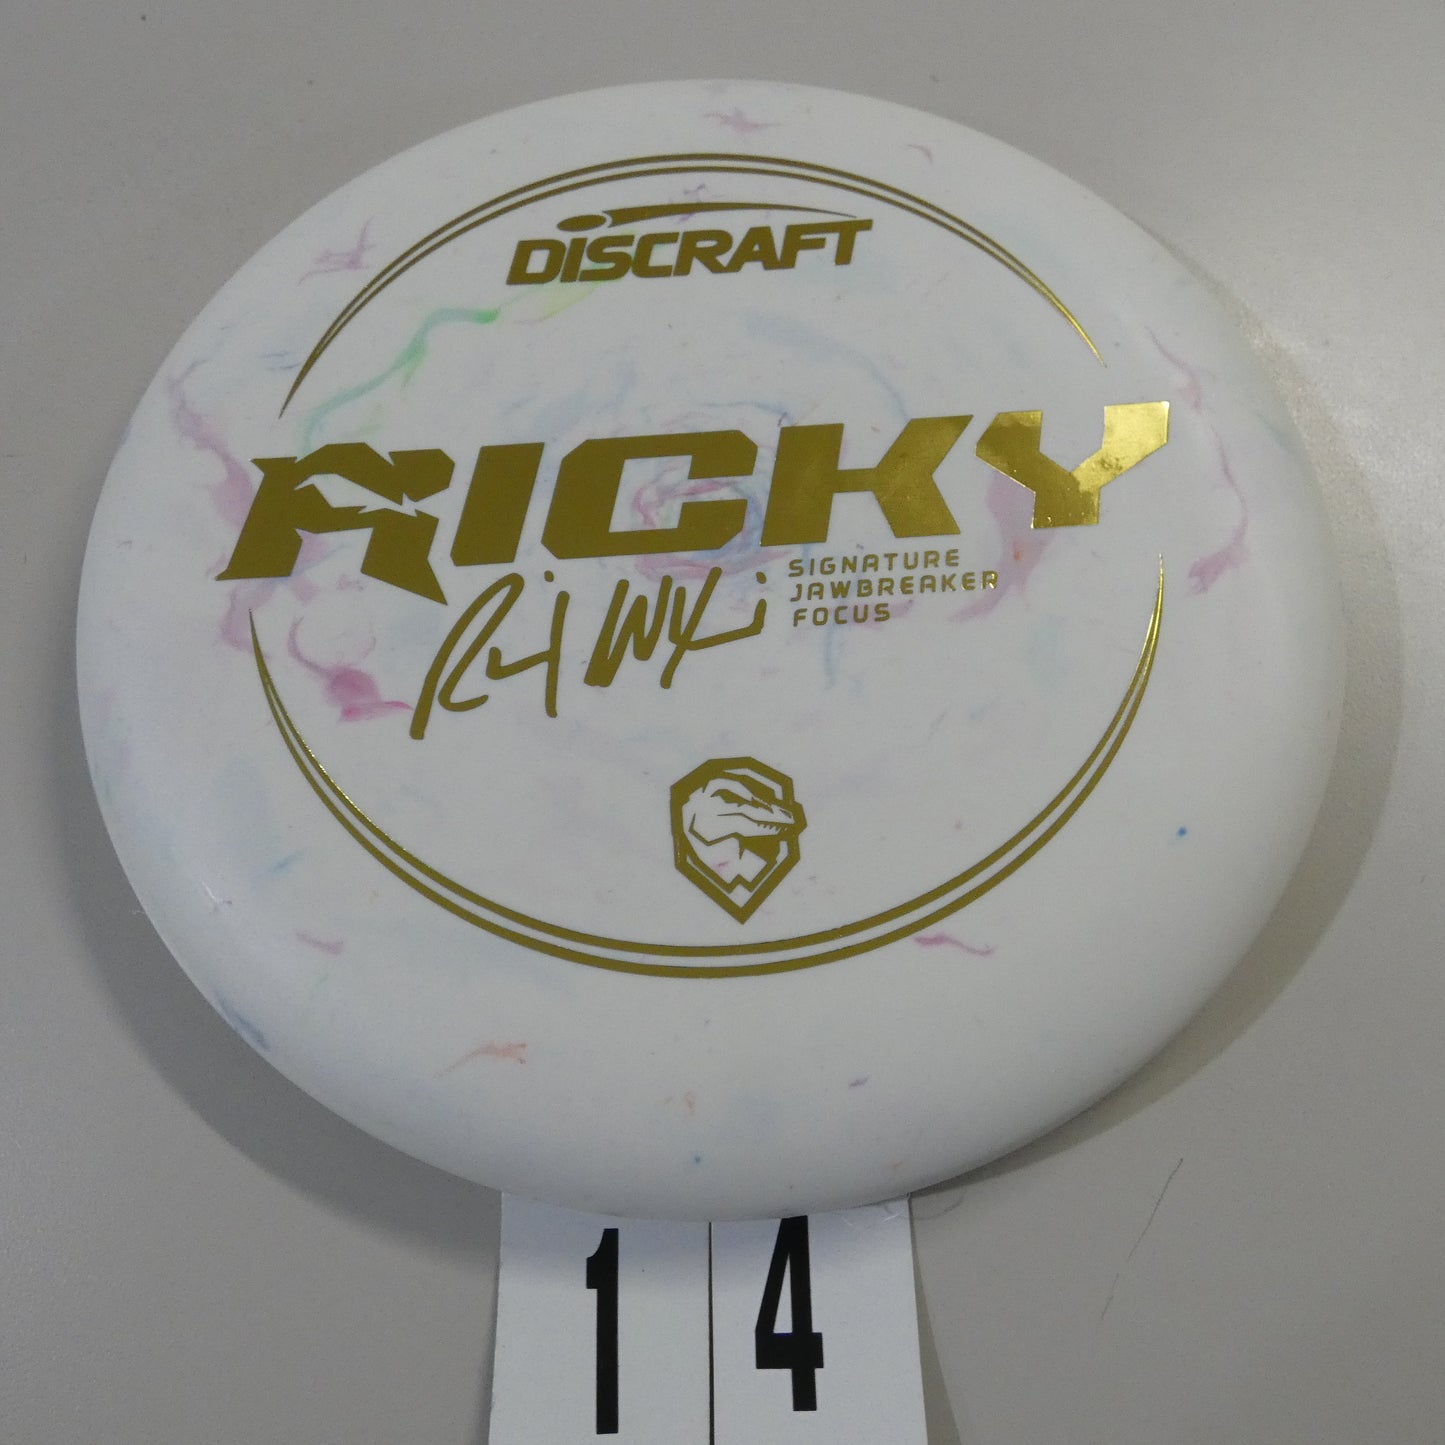 DISCRAFT
RICKY
SIGNATURE
JAWBREAKER
FOCUS
1 4